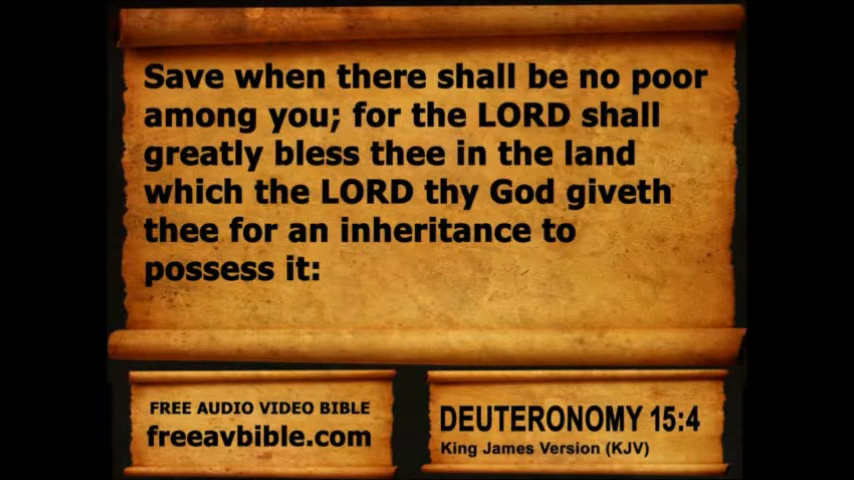 Save when there shall be no poor
among you; for the LORD shall
greatly bless thee in the land
which the LORD thy God giveth
thee for an inheritance to
possess it:
FREE AUDIO VIDEO BIBLE
freeavbible.com
DEUTERONOMY 15:4
King James Version (KJV)